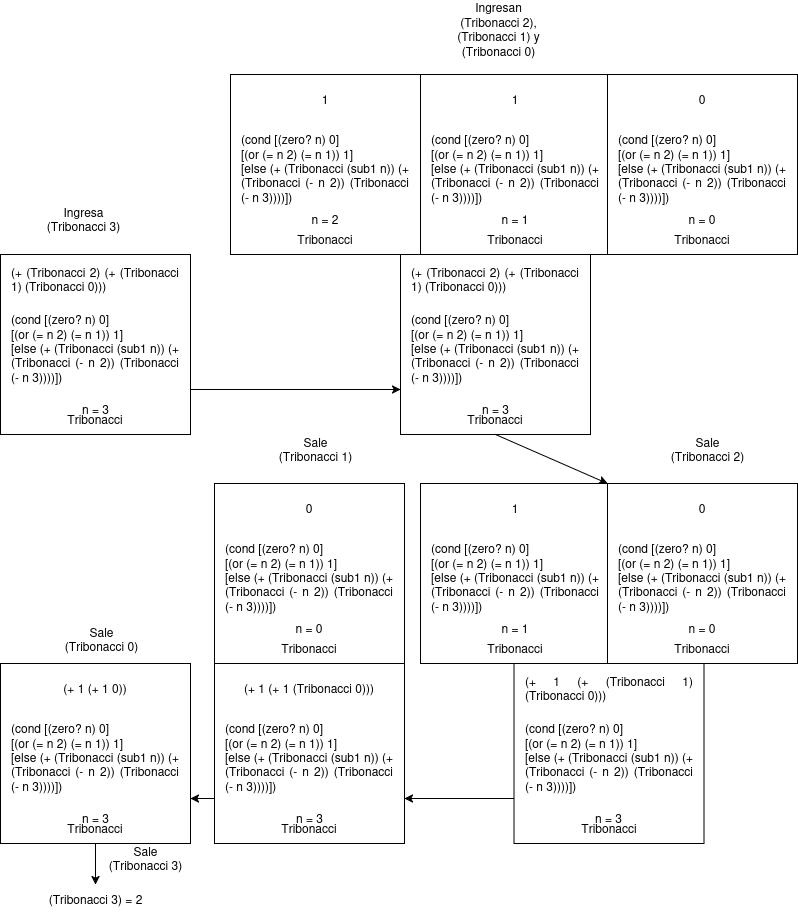 Ingresan
(Tribonacci 2),
(Tribonacci 1) y
(Tribonacci 0)
1
(cond [(zero? n) 0]
[(or (= n 2) (= n 1)) 1]
[else (+ (Tribonacci (sub1 n)) (+
(Tribonacci (- n 2)) (Tribonacci
(- n 3))))])
n = 2
Tribonacci
1
(cond [(zero? n) 0]
[(or (= n 2) (= n 1)) 1]
[else (+ (Tribonacci (sub1 n)) (+
(Tribonacci (- n 2)) (Tribonacci
(- n 3))))])
n = 1
Tribonacci
0
(cond [(zero? n) 0]
[(or (= n 2) (= n 1)) 1]
[else (+ (Tribonacci (sub1 n)) (+
(Tribonacci (- n 2)) (Tribonacci
(- n 3))))])
n = 0
Tribonacci
Ingresa
(Tribonacci 3)
(+ (Tribonacci 2) (+ (Tribonacci
1) (Tribonacci 0)))
(cond [(zero? n) 0]
[(or (= n 2) (= n 1)) 1]
[else (+ (Tribonacci (sub1 n)) (+
(Tribonacci (- n 2)) (Tribonacci
(- n 3))))])
n = 3
Tribonacci
(+ (Tribonacci 2) (+ (Tribonacci
1) (Tribonacci 0)))
(cond [(zero? n) 0]
[(or (= n 2) (= n 1)) 1]
[else (+ (Tribonacci (sub1 n)) (+
(Tribonacci (- n 2)) (Tribonacci
(- n 3))))])
n = 3
Tribonacci
Sale
(Tribonacci 1)
Sale
(Tribonacci 2)
0
(cond [(zero? n) 0]
[(or (= n 2) (= n 1)) 1]
[else (+ (Tribonacci (sub1 n)) (+
(Tribonacci (- n 2)) (Tribonacci
(- n 3))))])
n = 0
Tribonacci
1
(cond [(zero? n) 0]
[(or (= n 2) (= n 1)) 1]
[else (+ (Tribonacci (sub1 n)) (+
(Tribonacci (- n 2)) (Tribonacci
(- n 3))))])
n = 1
Tribonacci
0
(cond [(zero? n) 0]
[(or (= n 2) (= n 1)) 1]
[else (+ (Tribonacci (sub1 n)) (+
(Tribonacci (- n 2)) (Tribonacci
(- n 3))))])
n = 0
Tribonacci
Sale
(Tribonacci 0)
(+ 1 (+ 1 0))
(cond [(zero? n) 0]
[(or (= n 2) (= n 1)) 1]
[else (+ (Tribonacci (sub1 n)) (+
(Tribonacci (- n 2)) (Tribonacci
(- n 3))))])
n = 3
Tribonacci
(+ 1 (+ 1 (Tribonacci 0)))
(cond [(zero? n) 0]
[(or (= n 2) (= n 1)) 1]
[else (+ (Tribonacci (sub1 n)) (+
(Tribonacci (- n 2)) (Tribonacci
(- n 3))))])
n = 3
Tribonacci
(+ 1 (+ (Tribonacci 1)
(Tribonacci 0)))
(cond [(zero? n) 0]
[(or (= n 2) (= n 1)) 1]
[else (+ (Tribonacci (sub1 n)) (+
(Tribonacci (- n 2)) (Tribonacci
(- n 3))))])
n = 3
Tribonacci
Sale
(Tribonacci 3)
(Tribonacci 3) = 2